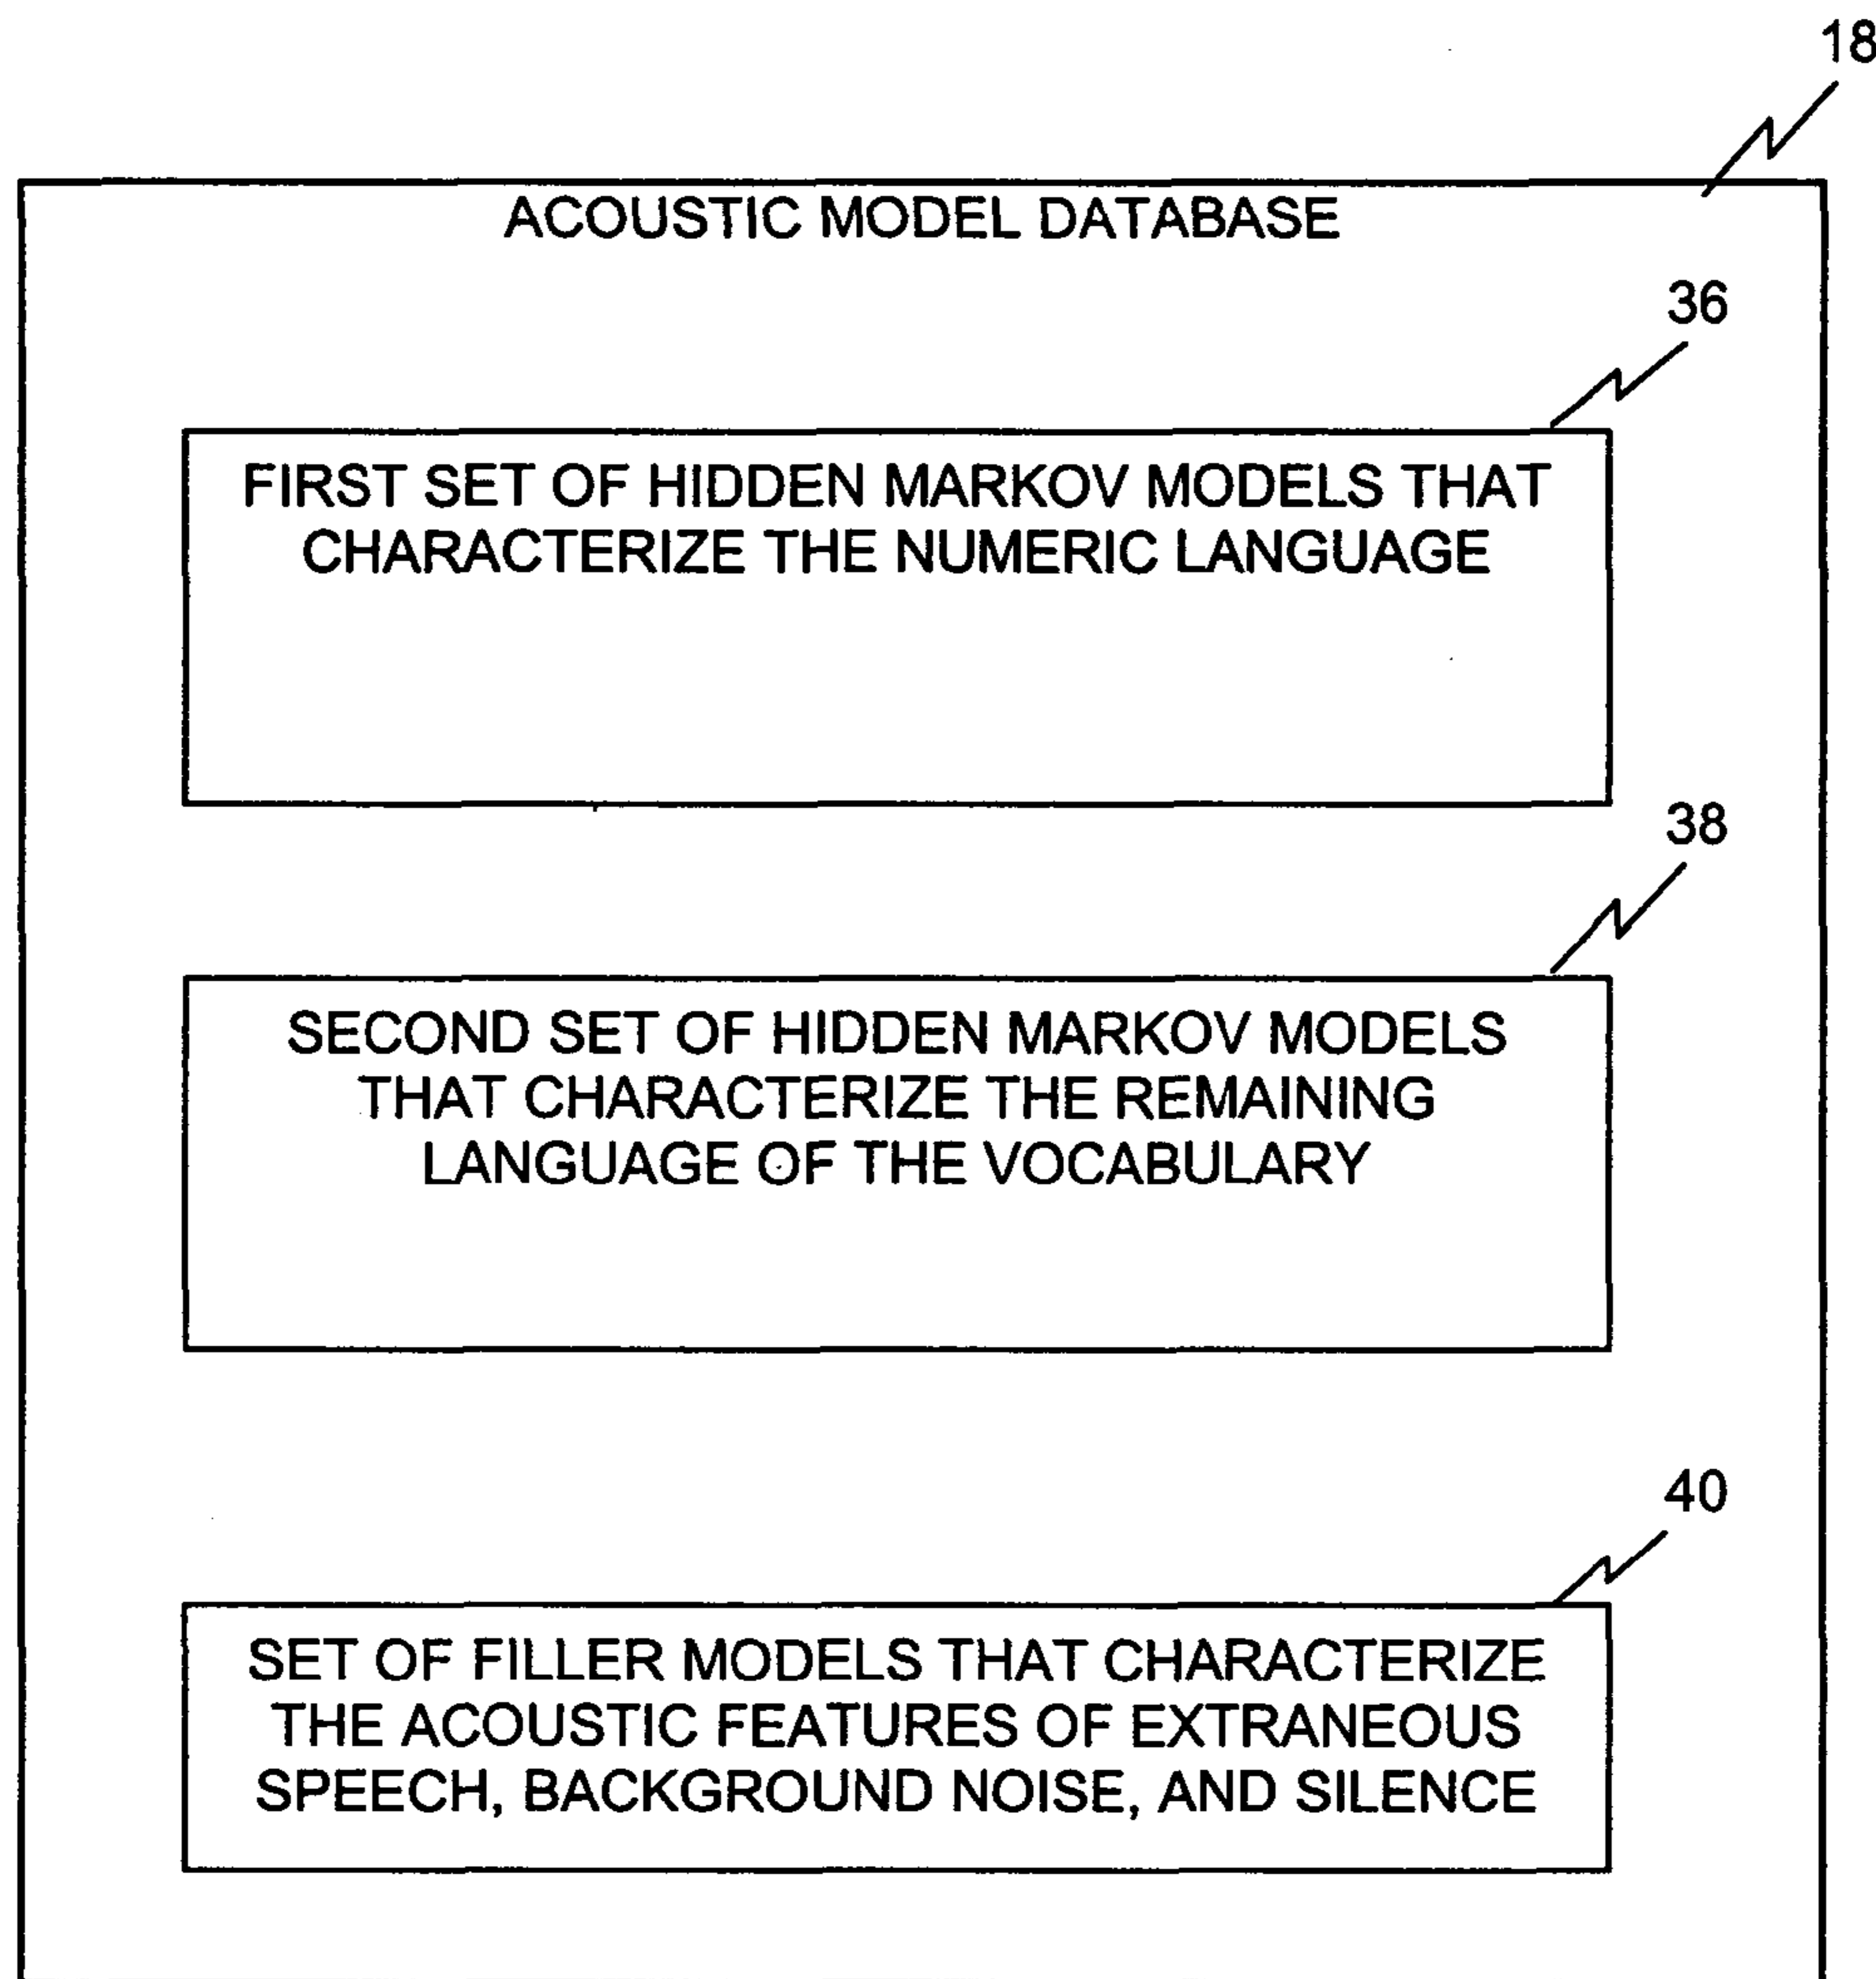 18
ACOUSTIC MODEL DATABASE
36
FIRST SET OF HIDDEN MARKOV MODELS THAT
CHARACTERIZE THE NUMERIC LANGUAGE
38
SECOND SET OF HIDDEN MARKOV MODELS
THAT CHARACTERIZE THE REMAINING
LANGUAGE OF THE VOCABULARY
40
SET OF FILLER MODELS THAT CHARACTERIZE
THE ACOUSTIC FEATURES OF EXTRANEOUS
SPEECH, BACKGROUND NOISE, AND SILENCE